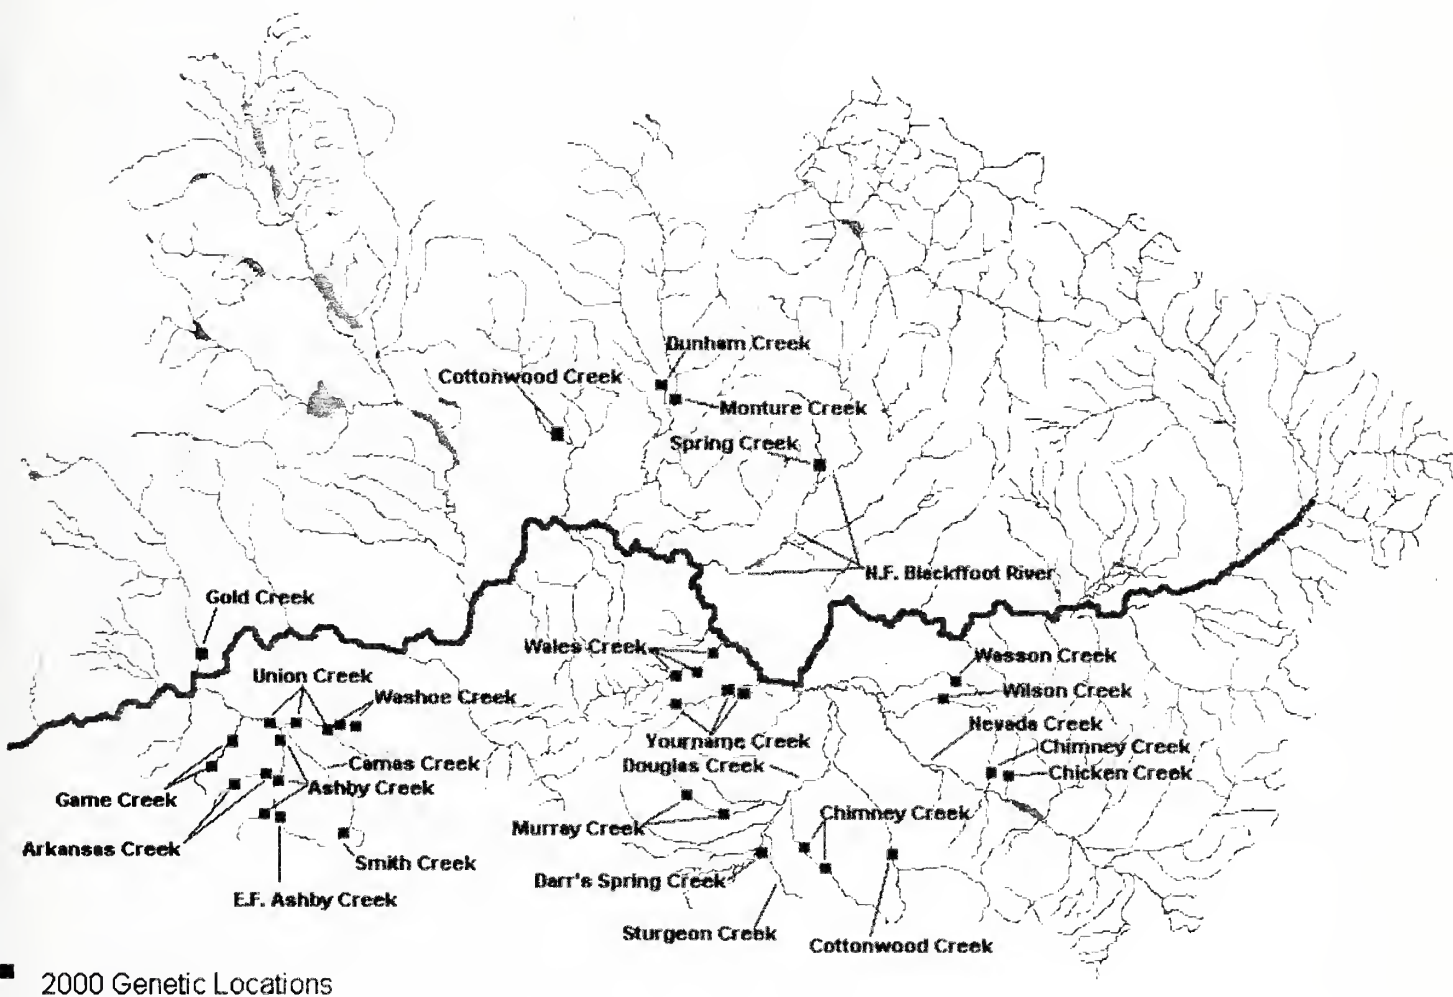 Dunham Creek
Cottonwood Creek
Monture Creek
Spring Creek
N.F. Blackffoot River
Gold Creek
Wales Creek
Wasson Creek
Union Creek
Washoe Creek
Wilson Creek
Nevada Creek
Yourname Creek
Chimney Creek
Camas Creek
Douglas Creek
Chicken Creek
Ashby Creek
Game Creek
Chimney Creek
Murray Creek
Arkansas Creek
Smith Creek
Barr's Spring Creek
E.F. Ashby Creek
Sturgeon Creek
Cottonwood Creek
2000 Genetic Locations